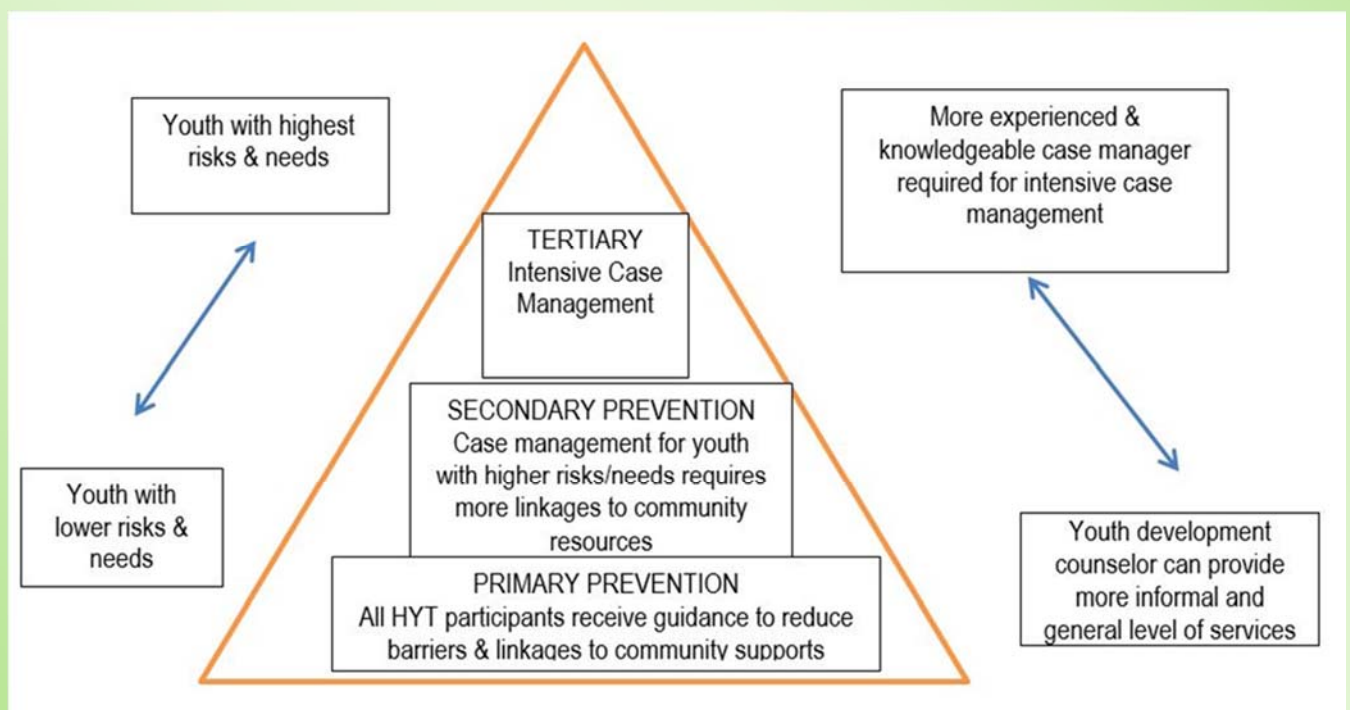 Youth with highest
risks & needs
More experienced &
knowledgeable case manager
required for intensive case
management
TERTIARY
Intensive Case
Management
SECONDARY PREVENTION
Case management for youth
with higher risks/needs requires
more linkages to community
resources
Youth with
lower risks &
needs
Youth development
counselor can provide
more informal and
general level of services
PRIMARY PREVENTION
All HYT participants receive guidance to reduce
barriers & linkages to community supports